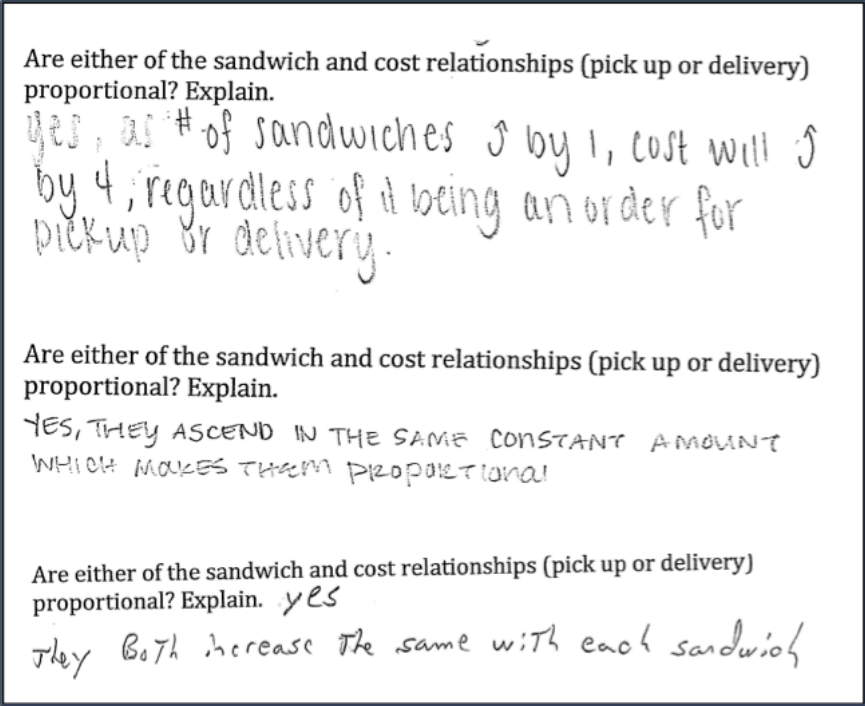 Are either of the sandwich and cost relationships (pick up or delivery)
proportional? Explain.
yes, as # of sandwiches ↑ by 1, cost will ↑
by 4, regardless of it being an order for
pickup or delivery.
Are either of the sandwich and cost relationships (pick up or delivery)
proportional? Explain.
YES, THEY ASCEND IN THE SAME CONSTANT AMOUNT
WHICH MAKES THEM PROPORTIONAl
Are either of the sandwich and cost relationships (pick up or delivery)
proportional? Explain. yes
They BoTh increase The same wiTh each sandwich